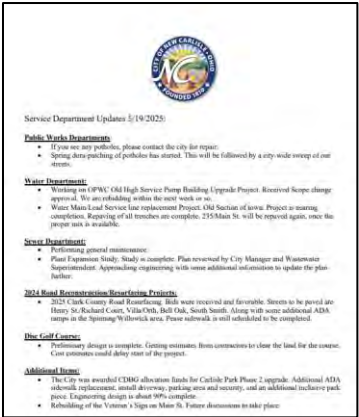 CITY OF NEW CARLISLE · OHIO
NC
FOUNDED 1810
Service Department Updates 5/19/2025:
Public Works Departments
• If you see any potholes, please contact the city for repair.
• Spring dura-patching of potholes has started. This will be followed by a city-wide sweep of our
streets.
Water Department:
• Working on OPWC Old High Service Pump Building Upgrade Project. Received Scope change
approval. We are rebidding within the next week or so.
• Water Main/Lead Service line replacement Project. Old Section of town. Project is nearing
completion. Repaving of all trenches are complete. 235/Main St. will be repaved again, once the
proper mix is available.
Sewer Department:
• Performing general maintenance.
• Plant Expansion Study. Study is complete. Plan reviewed by City Manager and Wastewater
Superintendent. Approaching engineering with some additional information to update the plan
further.
2024 Road Reconstruction/Resurfacing Projects:
• 2025 Clark County Road Resurfacing. Bids were received and favorable. Streets to be paved are
Henry St./Richard Court, Villa/Orth, Bell Oak, South Smith. Along with some additional ADA
ramps in the Area. sidewalk is still scheduled to be completed.
Disc Golf Course:
• Preliminary design is complete. Getting estimates from contractors to clear the land for the course.
Cost estimates could delay start of project.
Additional Items:
• The City was awarded CDBG allocation funds for Carlisle Park Phase 2 upgrade. Additional ADA
sidewalk replacement, install driveway, parking area and security, and an additional inclusive park
piece. Engineering design is about 90% complete.
• Rebuilding of the Veteran's Sign on Main St. Future discussions to take place.